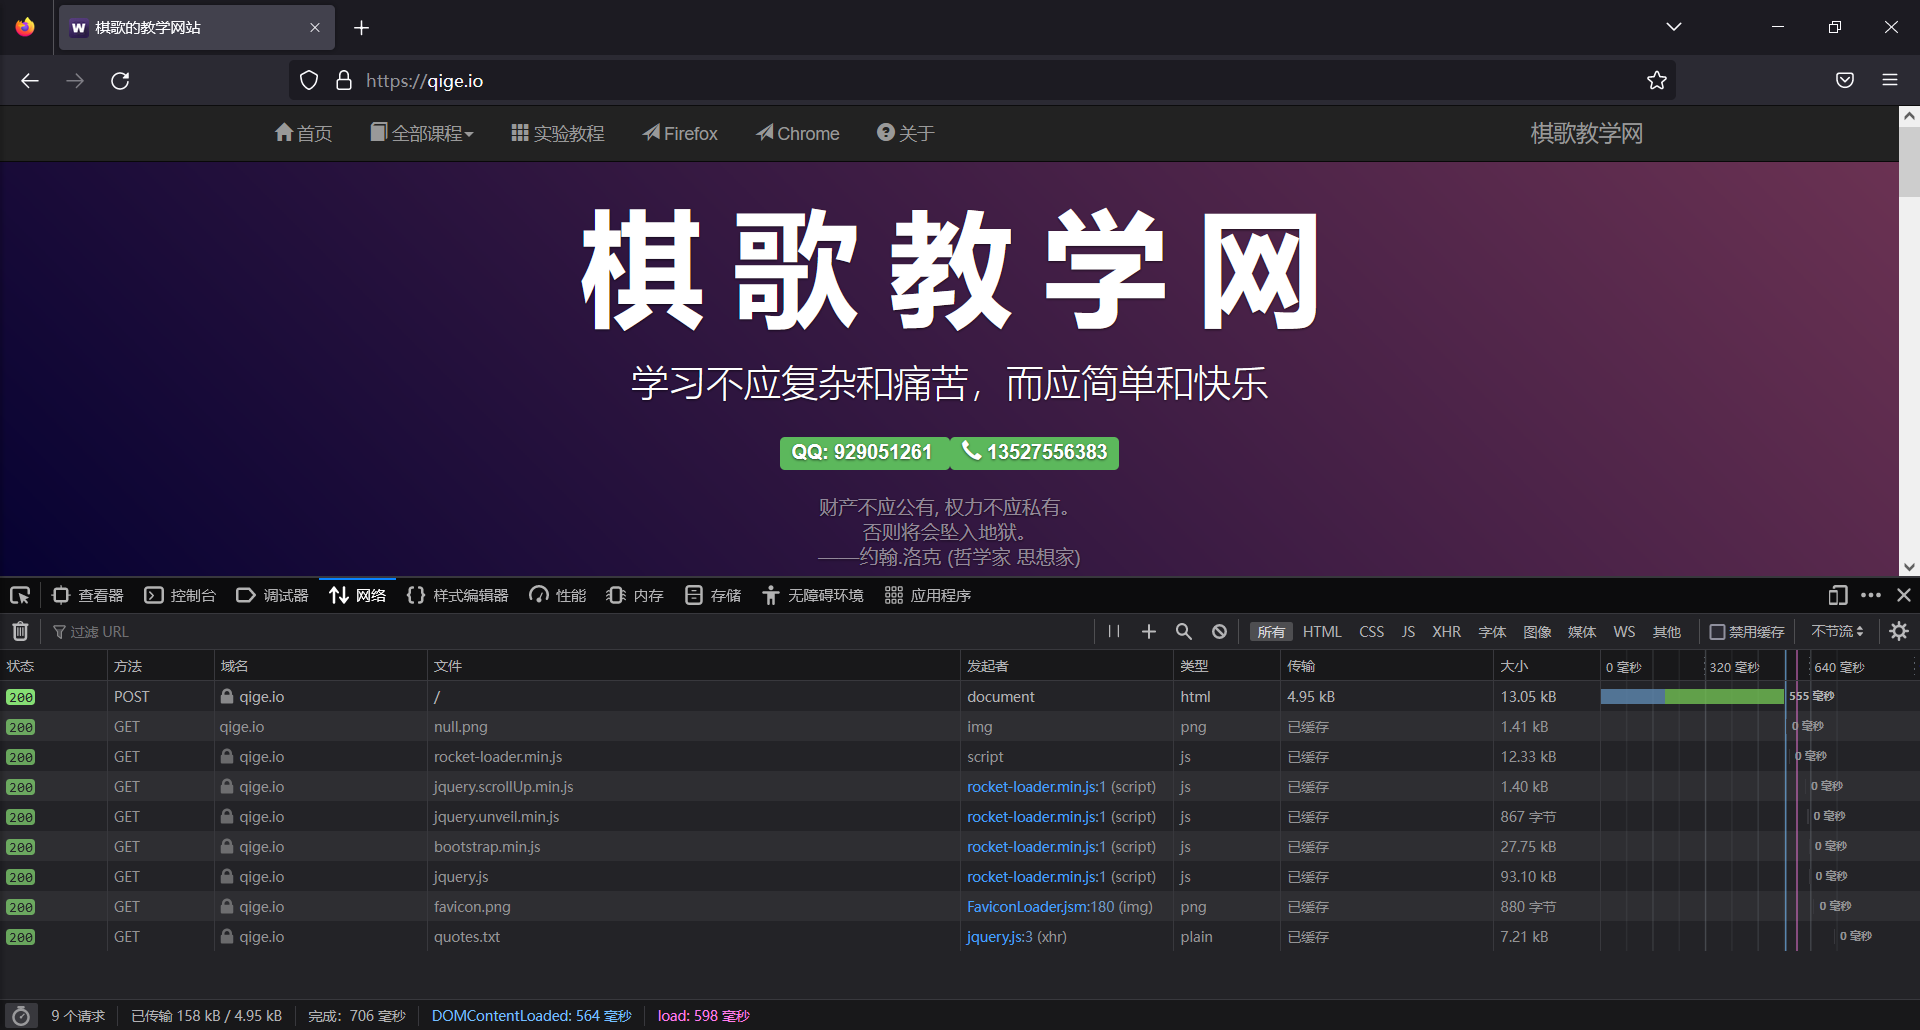 棋歌的教学网站
https://qige.io
首页 全部课程 实验教程 Firefox Chrome 关于 棋歌教学网
棋歌教学网
学习不应复杂和痛苦，而应简单和快乐
QQ: 929051261 13527556383
财产不应公有, 权力不应私有。
否则将会坠入地狱。
——约翰.洛克 (哲学家 思想家)
查看器 控制台 调试器 网络 样式编辑器 性能 内存 存储 无障碍环境 应用程序
过滤 URL 所有 HTML CSS JS XHR 字体 图像 媒体 WS 其他 禁用缓存 不节流
状态 方法 域名 文件 发起者 类型 传输 大小 0 毫秒 320 毫秒 640 毫秒
200 POST qige.io / document html 4.95 kB 13.05 kB 555 毫秒
200 GET qige.io null.png img png 已缓存 1.41 kB 0 毫秒
200 GET qige.io rocket-loader.min.js script js 已缓存 12.33 kB 0 毫秒
200 GET qige.io jquery.scrollUp.min.js rocket-loader.min.js:1 (script) js 已缓存 1.40 kB 0 毫秒
200 GET qige.io jquery.unveil.min.js rocket-loader.min.js:1 (script) js 已缓存 867 字节 0 毫秒
200 GET qige.io bootstrap.min.js rocket-loader.min.js:1 (script) js 已缓存 27.75 kB 0 毫秒
200 GET qige.io jquery.js rocket-loader.min.js:1 (script) js 已缓存 93.10 kB 0 毫秒
200 GET qige.io favicon.png FaviconLoader.jsm:180 (img) png 已缓存 880 字节 0 毫秒
200 GET qige.io quotes.txt jquery.js:3 (xhr) plain 已缓存 7.21 kB 0 毫秒
9 个请求 已传输 158 kB / 4.95 kB 完成：706 毫秒 DOMContentLoaded: 564 毫秒 load: 598 毫秒